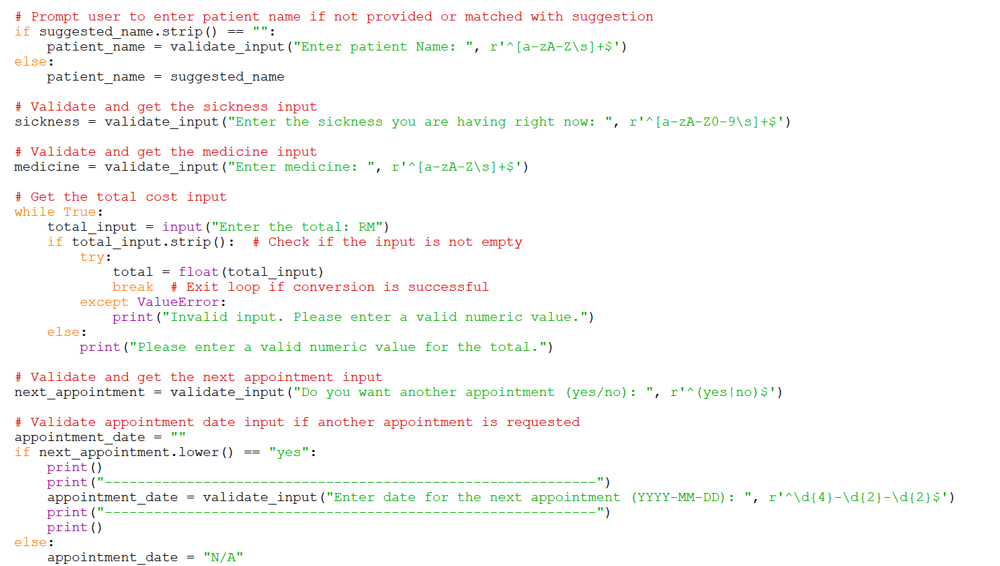 # Prompt user to enter patient name if not provided or matched with suggestion
if suggested_name.strip() == "":
    patient_name = validate_input("Enter patient Name: ", r'^[a-zA-Z\s]+$')
else:
    patient_name = suggested_name

# Validate and get the sickness input
sickness = validate_input("Enter the sickness you are having right now: ", r'^[a-zA-Z0-9\s]+$')

# Validate and get the medicine input
medicine = validate_input("Enter medicine: ", r'^[a-zA-Z\s]+$')

# Get the total cost input
while True:
    total_input = input("Enter the total: RM")
    if total_input.strip():  # Check if the input is not empty
        try:
            total = float(total_input)
            break  # Exit loop if conversion is successful
        except ValueError:
            print("Invalid input. Please enter a valid numeric value.")
    else:
        print("Please enter a valid numeric value for the total.")

# Validate and get the next appointment input
next_appointment = validate_input("Do you want another appointment (yes/no): ", r'^(yes|no)$')

# Validate appointment date input if another appointment is requested
appointment_date = ""
if next_appointment.lower() == "yes":
    print()
    print("------------------------------------------------------------")
    appointment_date = validate_input("Enter date for the next appointment (YYYY-MM-DD): ", r'^\d{4}-\d{2}-\d{2}$')
    print("------------------------------------------------------------")
    print()
else:
    appointment_date = "N/A"